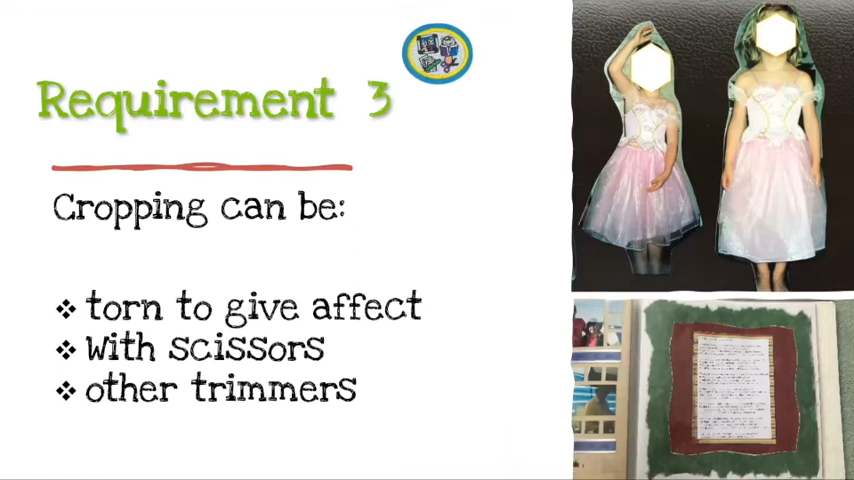 Requirement 3
Cropping can be:
❖ torn to give affect
❖ With scissors
❖ other trimmers